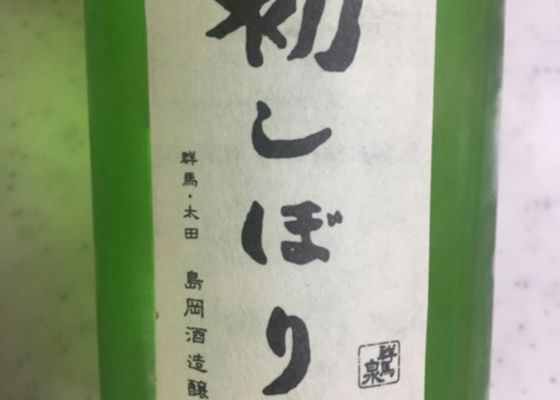 初しぼり
群馬・太田 島岡酒造醸
群馬泉